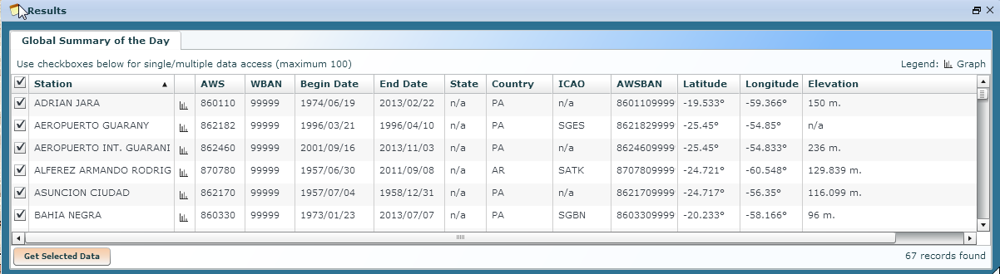 Results
Global Summary of the Day
Use checkboxes below for single/multiple data access (maximum 100) Legend: Graph
Station AWS WBAN Begin Date End Date State Country ICAO AWSBAN Latitude Longitude Elevation
ADRIAN JARA 860110 99999 1974/06/19 2013/02/22 n/a PA n/a 8601109999 -19.533° -59.366° 150 m.
AEROPUERTO GUARANY 862182 99999 1996/03/21 1996/04/10 n/a PA SGES 8621829999 -25.45° -54.85° n/a
AEROPUERTO INT. GUARANI 862460 99999 2001/09/16 2013/11/03 n/a PA n/a 8624609999 -25.45° -54.833° 236 m.
ALFEREZ ARMANDO RODRIG 870780 99999 1957/06/30 2011/09/08 n/a AR SATK 8707809999 -24.721° -60.548° 129.839 m.
ASUNCION CIUDAD 862170 99999 1957/07/04 1958/12/31 n/a PA n/a 8621709999 -24.717° -56.35° 116.099 m.
BAHIA NEGRA 860330 99999 1973/01/23 2013/07/07 n/a PA SGBN 8603309999 -20.233° -58.166° 96 m.
Get Selected Data 67 records found